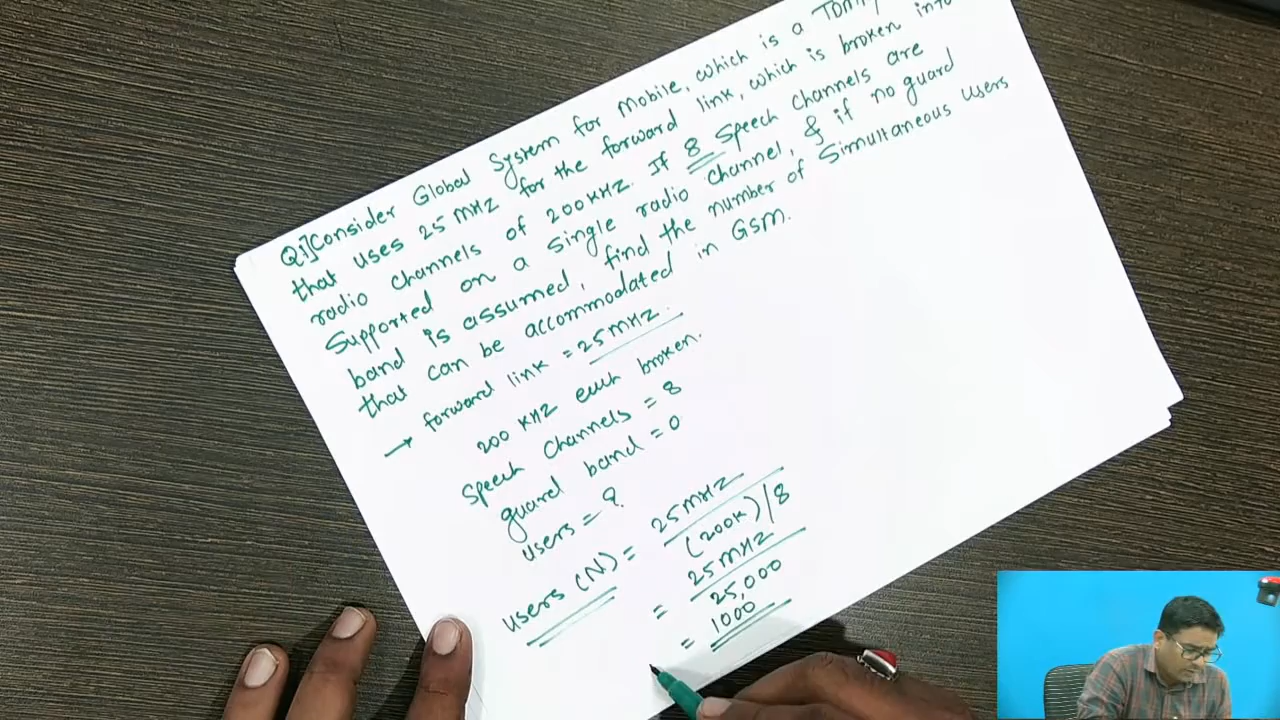 Q1]Consider Global System for Mobile, which is a
that uses 25 MHZ for the forward link, which is broken into
radio channels of 200KHZ. If 8 Speech Channels are
Supported on a single radio channel, & if no guard
band is assumed, find the number of Simultaneous users
that can be accommodated in GSM.
→ forward link = 25 MHZ.
200 KHZ each broken.
Speech Channels = 8
guard band = 0
users = ?
users (N) = 25 MHZ
(200K)/8
= 25 MHZ
25,000
= 1000